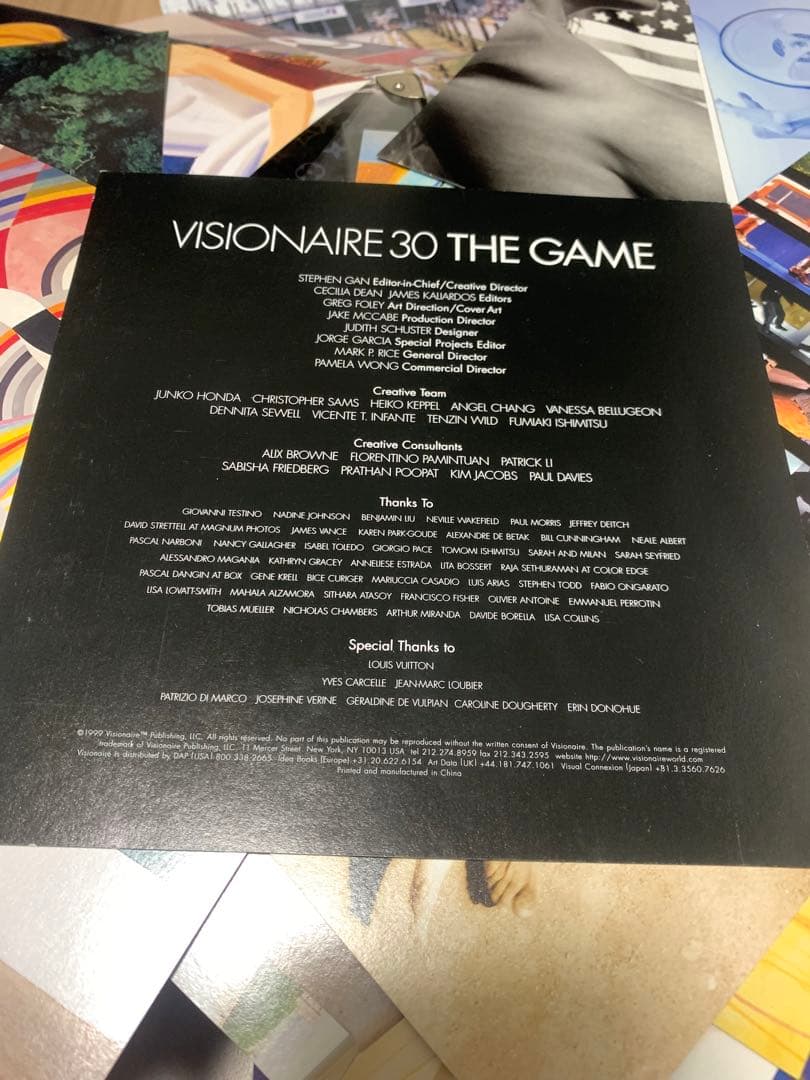 VISIONAIRE 30 THE GAME
STEPHEN GAN Editor-in-Chief/Creative Director
CECILIA DEAN JAMES KALIARDOS Editors
GREG FOLEY Art Direction/Cover Art
JAKE MCCABE Production Director
JUDITH SCHUSTER Designer
JORGE GARCIA Special Projects Editor
MARK P. RICE General Director
PAMELA WONG Commercial Director
Creative Team
JUNKO HONDA CHRISTOPHER SAMS HEIKO KEPPEL ANGEL CHANG VANESSA BELLUGEON
DENNITA SEWELL VICENTE T. INFANTE TENZIN WILD FUMIAKI ISHIMITSU
Creative Consultants
ALIX BROWNE FLORENTINO PAMINTUAN PATRICK LI
SABISHA FRIEDBERG PRATHAN POOPAT KIM JACOBS PAUL DAVIES
Thanks To
GIOVANNI TESTINO NADINE JOHNSON BENJAMIN LIU NEVILLE WAKEFIELD PAUL MORRIS JEFFREY DEITCH
DAVID STRETTELL AT MAGNUM PHOTOS JAMES VANCE KAREN PARK-GOUDE ALEXANDRE DE BETAK BILL CUNNINGHAM NEALE ALBERT
PASCAL NARBONI NANCY GALLAGHER ISABEL TOLEDO GIORGIO PACE TOMOMI ISHIMITSU SARAH AND MILAN SARAH SEYFRIED
ALESSANDRO MAGANIA KATHRYN GRACEY ANNELIESE ESTRADA LITA BOSSERT RAJA SETHURAMAN AT COLOR EDGE
PASCAL DANGIN AT BOX GENE KRELL BICE CURIGER MARIUCCIA CASADIO LUIS ARIAS STEPHEN TODD FABIO ONGARATO
LISA LOVATT-SMITH MAHALA ALZAMORA SITHARA ATASOY FRANCISCO FISHER OLIVIER ANTOINE EMMANUEL PERROTIN
TOBIAS MUELLER NICHOLAS CHAMBERS ARTHUR MIRANDA DAVIDE BORELLA LISA COLLINS
Special Thanks to
LOUIS VUITTON
YVES CARCELLE JEAN-MARC LOUBIER
PATRIZIO DI MARCO JOSEPHINE VERINE GÉRALDINE DE VULPIAN CAROLINE DOUGHERTY ERIN DONOHUE
©1999 Visionaire™ Publishing, LLC. All rights reserved. No part of this publication may be reproduced without the written consent of Visionaire. The publication's name is a registered
trademark of Visionaire Publishing, LLC. 11 Mercer Street New York, NY 10013 USA tel 212.274.8959 fax 212.343.2595 website http://www.visionaireworld.com
Visionaire is distributed by DAP (USA) 800 338 2665 Idea Books (Europe) +31.20.622.6154 Art Data (UK) +44.181.747.1061 Visual Connexion (Japan) +81.3.3560.7626
Printed and manufactured in China